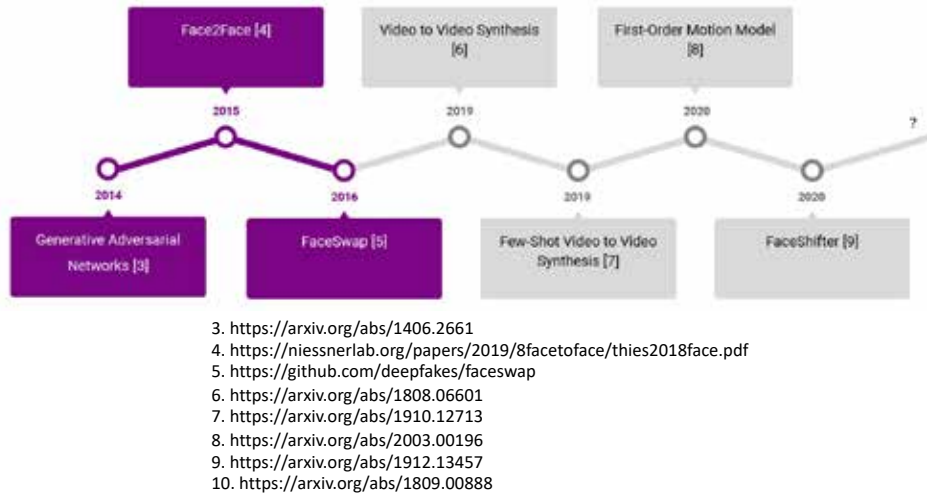 Face2Face [4]
Video to Video Synthesis
[6]
First-Order Motion Model
[8]
2015
2019
2020
?
2014
2016
2019
2020
Generative Adversarial
Networks [3]
FaceSwap [5]
Few-Shot Video to Video
Synthesis [7]
FaceShifter [9]
3. https://arxiv.org/abs/1406.2661
4. https://niessnerlab.org/papers/2019/8facetoface/thies2018face.pdf
5. https://github.com/deepfakes/faceswap
6. https://arxiv.org/abs/1808.06601
7. https://arxiv.org/abs/1910.12713
8. https://arxiv.org/abs/2003.00196
9. https://arxiv.org/abs/1912.13457
10. https://arxiv.org/abs/1809.00888